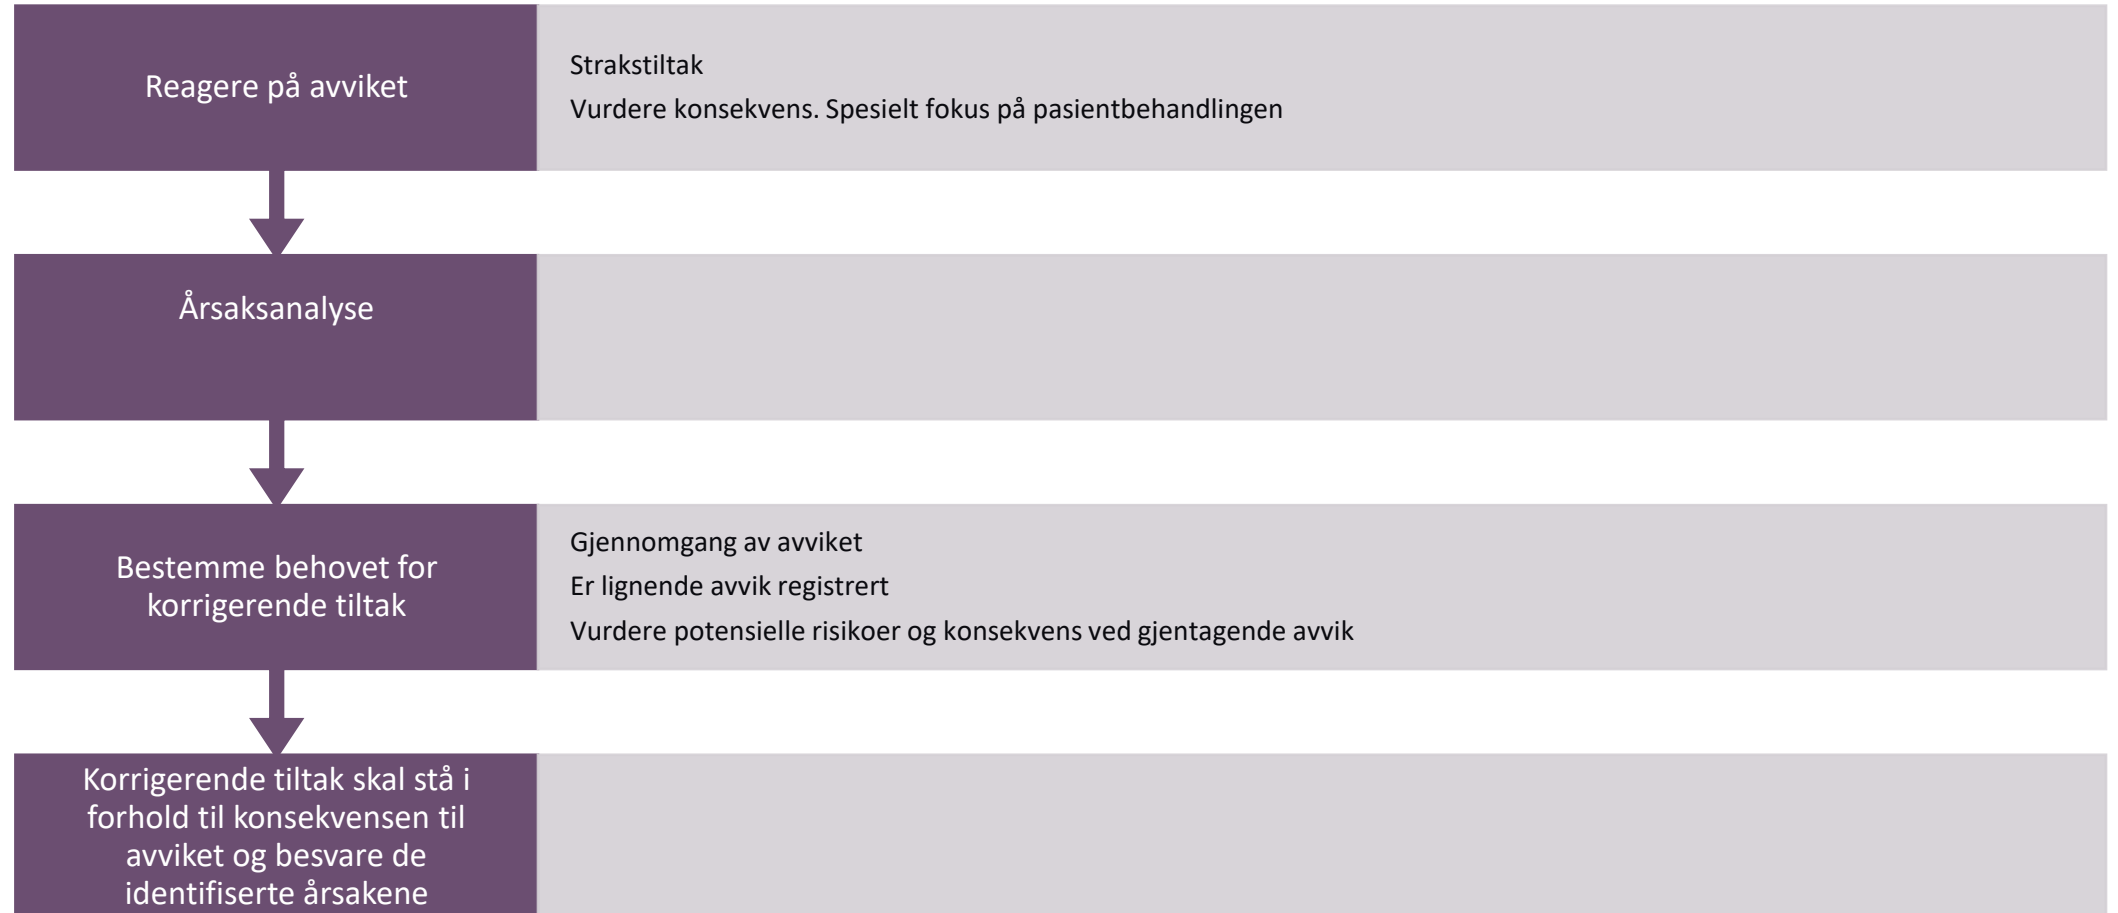 Reagere på avviket
Strakstiltak
Vurdere konsekvens. Spesielt fokus på pasientbehandlingen
Årsaksanalyse
Bestemme behovet for
korrigerende tiltak
Gjennomgang av avviket
Er lignende avvik registrert
Vurdere potensielle risikoer og konsekvens ved gjentagende avvik
Korrigerende tiltak skal stå i
forhold til konsekvensen til
avviket og besvare de
identifiserte årsakene